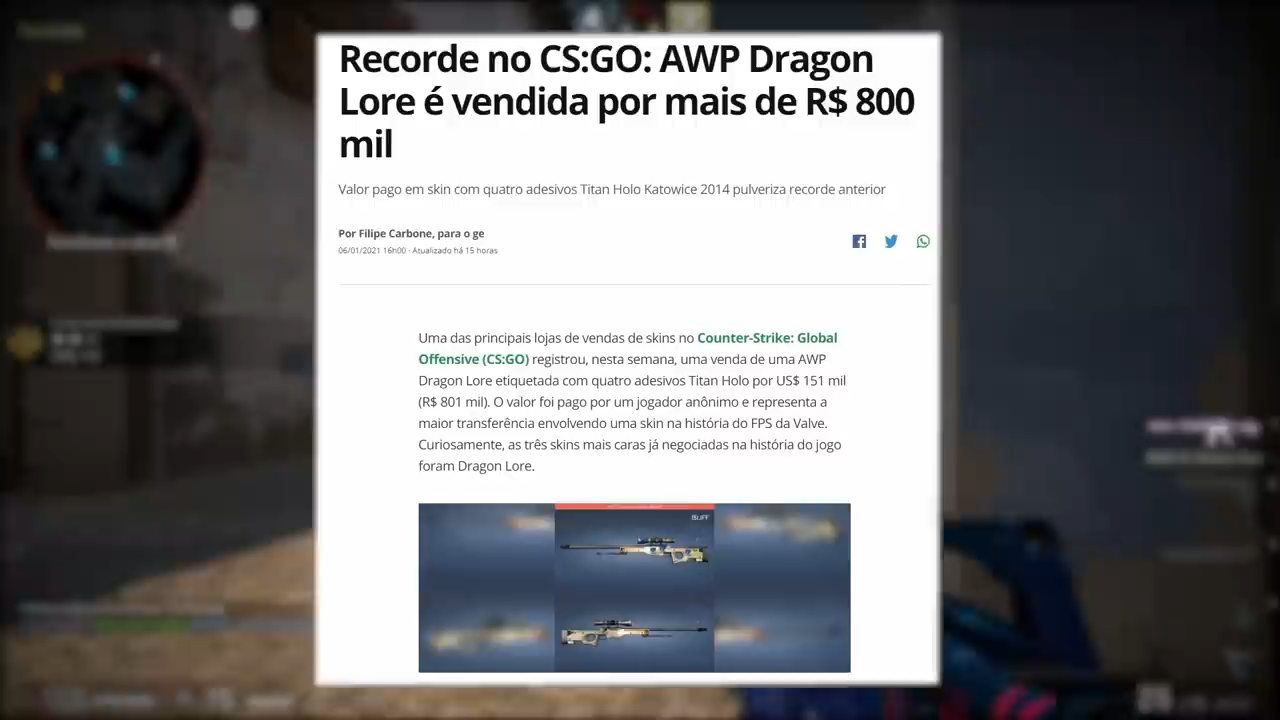 Recorde no CS:GO: AWP Dragon
Lore é vendida por mais de R$ 800
mil
Valor pago em skin com quatro adesivos Titan Holo Katowice 2014 pulveriza recorde anterior
Por Filipe Carbone, para o ge
06/01/2021 16h00 · Atualizado há 15 horas
Uma das principais lojas de vendas de skins no Counter-Strike: Global
Offensive (CS:GO) registrou, nesta semana, uma venda de uma AWP
Dragon Lore etiquetada com quatro adesivos Titan Holo por US$ 151 mil
(R$ 801 mil). O valor foi pago por um jogador anônimo e representa a
maior transferência envolvendo uma skin na história do FPS da Valve.
Curiosamente, as três skins mais caras já negociadas na história do jogo
foram Dragon Lore.
BUFF